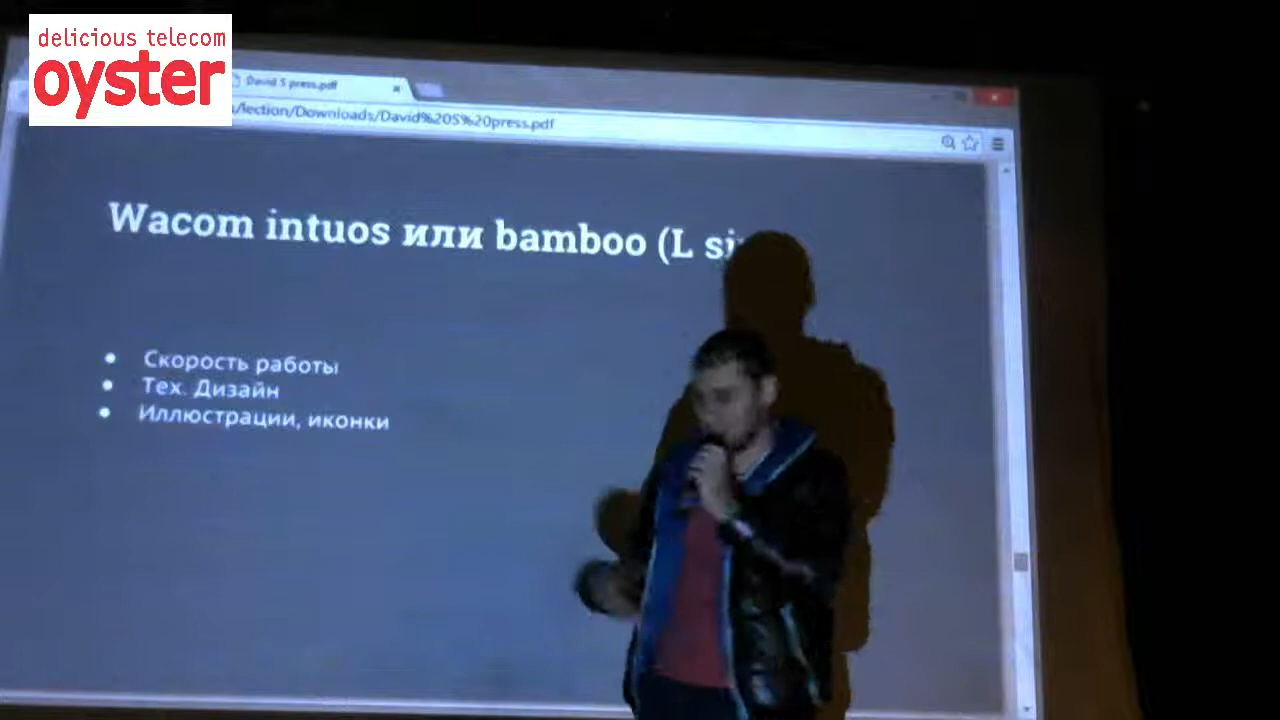 delicious telecom
oyster
David S press.pdf
/lection/Downloads/David%20S%20press.pdf
Wacom intuos или bamboo (L
Скорость работы
Тех. Дизайн
Иллюстрации, иконки